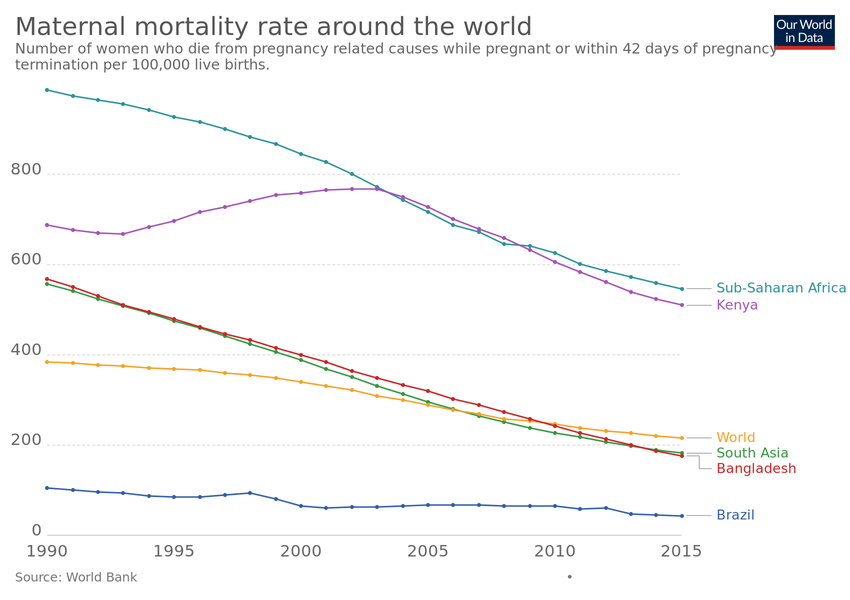 Maternal mortality rate around the world
Our World
in Data
Number of women who die from pregnancy related causes while pregnant or within 42 days of pregnancy
termination per 100,000 live births.
800
600
400
200
0
Sub-Saharan Africa
Kenya
World
South Asia
Bangladesh
Brazil
1990 1995 2000 2005 2010 2015
Source: World Bank